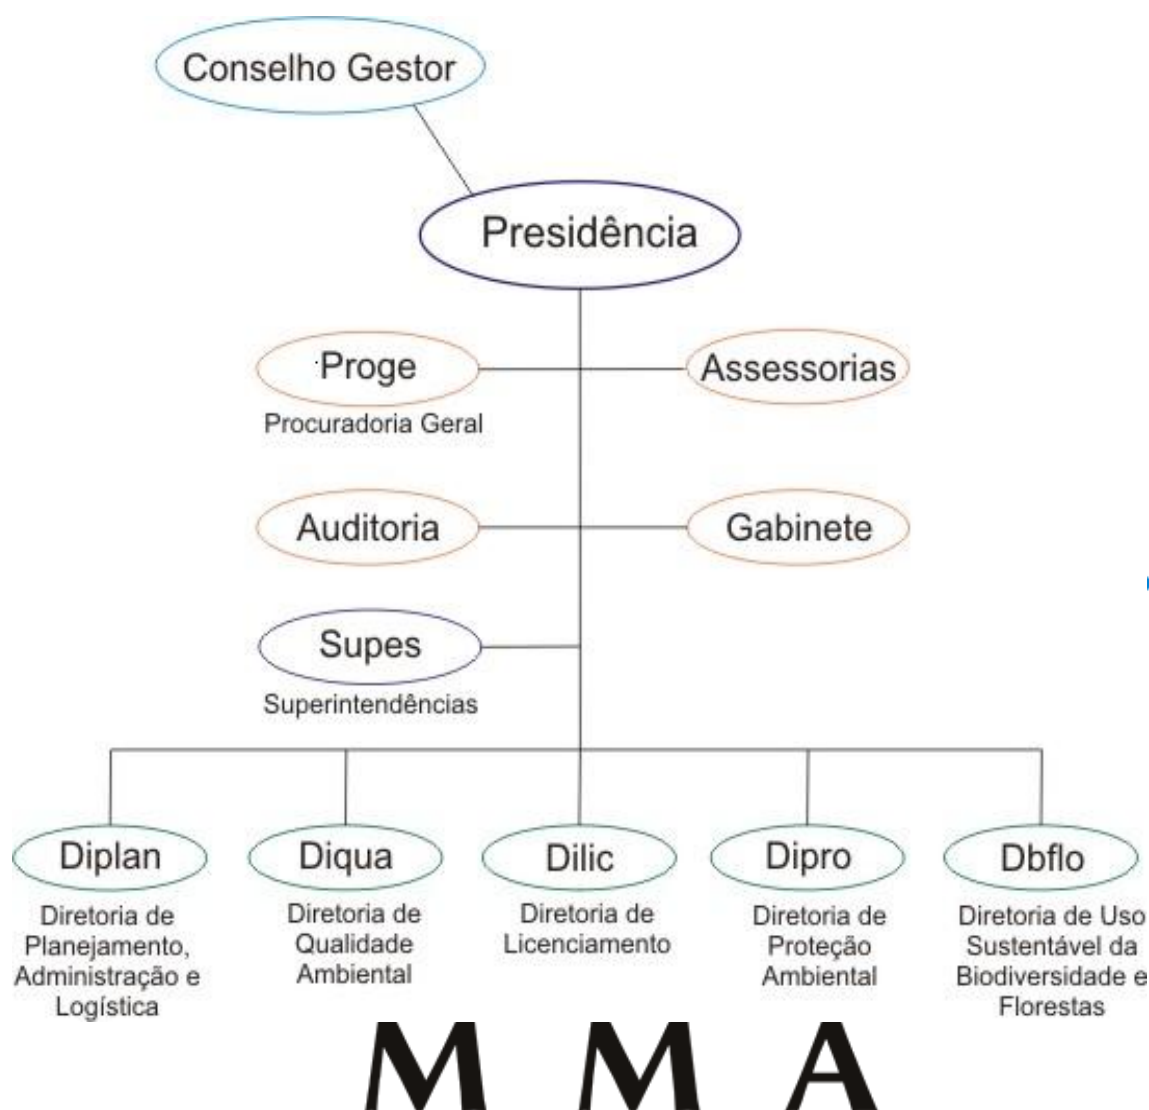 Conselho Gestor
Presidência
Proge
Procuradoria Geral
Assessorias
Auditoria
Gabinete
Supes
Superintendências
Diplan
Diretoria de
Planejamento,
Administração e
Logística
Diqua
Diretoria de
Qualidade
Ambiental
Dilic
Diretoria de
Licenciamento
Dipro
Diretoria de
Proteção
Ambiental
Dbflo
Diretoria de Uso
Sustentável da
Biodiversidade e
Florestas
M M A